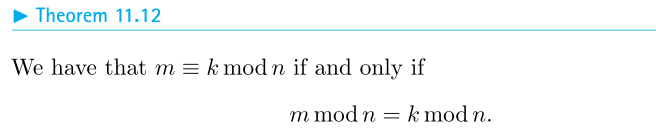 ▶ Theorem 11.12
We have that m ≡ k mod n if and only if
m mod n = k mod n.